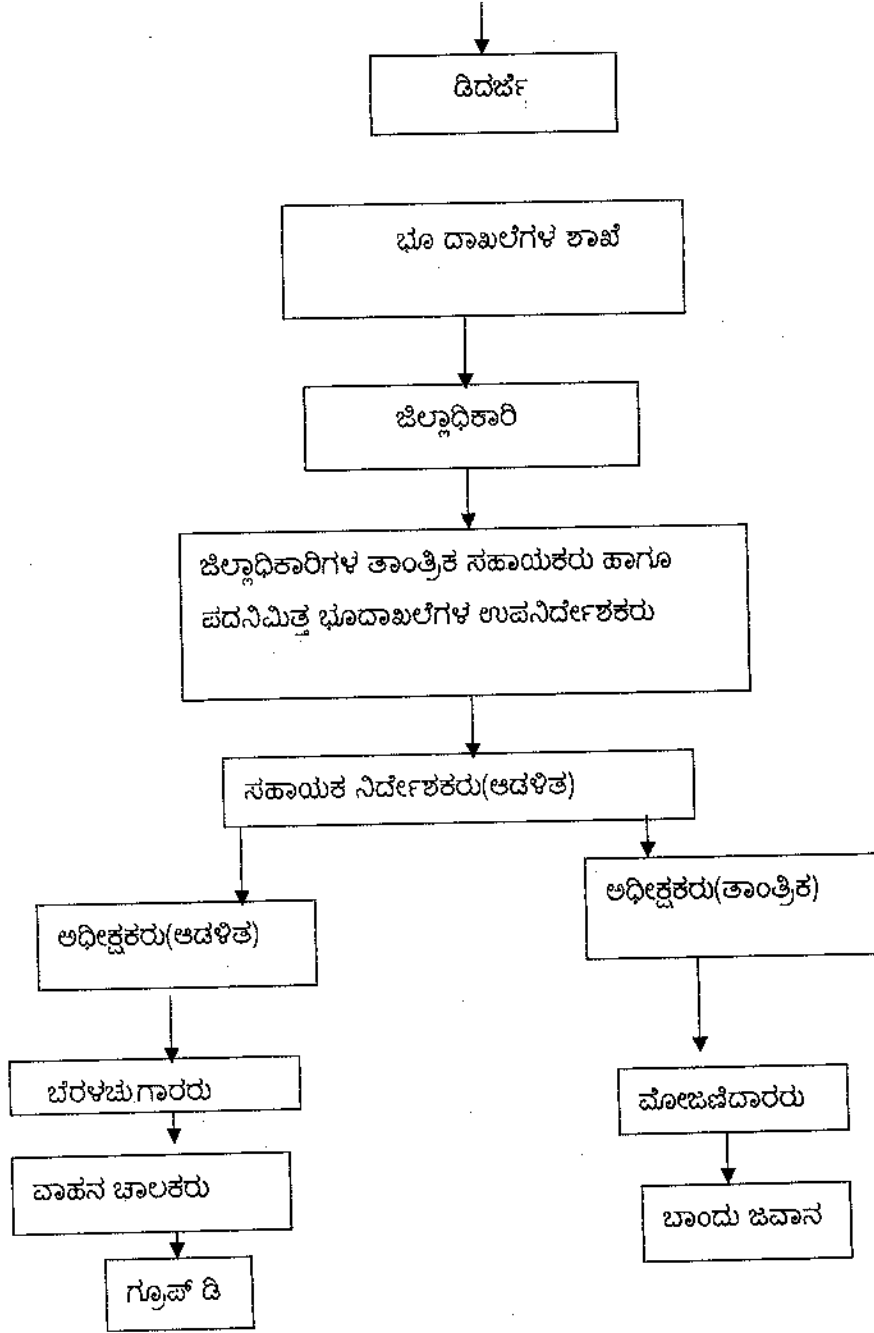 ಡಿದರ್ಜೆ
ಭೂ ದಾಖಲೆಗಳ ಶಾಖೆ
ಜಿಲ್ಲಾಧಿಕಾರಿ
ಜಿಲ್ಲಾಧಿಕಾರಿಗಳ ತಾಂತ್ರಿಕ ಸಹಾಯಕರು ಹಾಗೂ
ಪದನಿಮಿತ್ತ ಭೂದಾಖಲೆಗಳ ಉಪನಿರ್ದೇಶಕರು
ಸಹಾಯಕ ನಿರ್ದೇಶಕರು(ಆಡಳಿತ)
ಅಧೀಕ್ಷಕರು(ಆಡಳಿತ)
ಬೆರಳಚುಗಾರರು
ವಾಹನ ಚಾಲಕರು
ಗ್ರೂಪ್ ಡಿ
ಅಧೀಕ್ಷಕರು(ತಾಂತ್ರಿಕ)
ಮೋಜಣಿದಾರರು
ಬಾಂದು ಜವಾನ